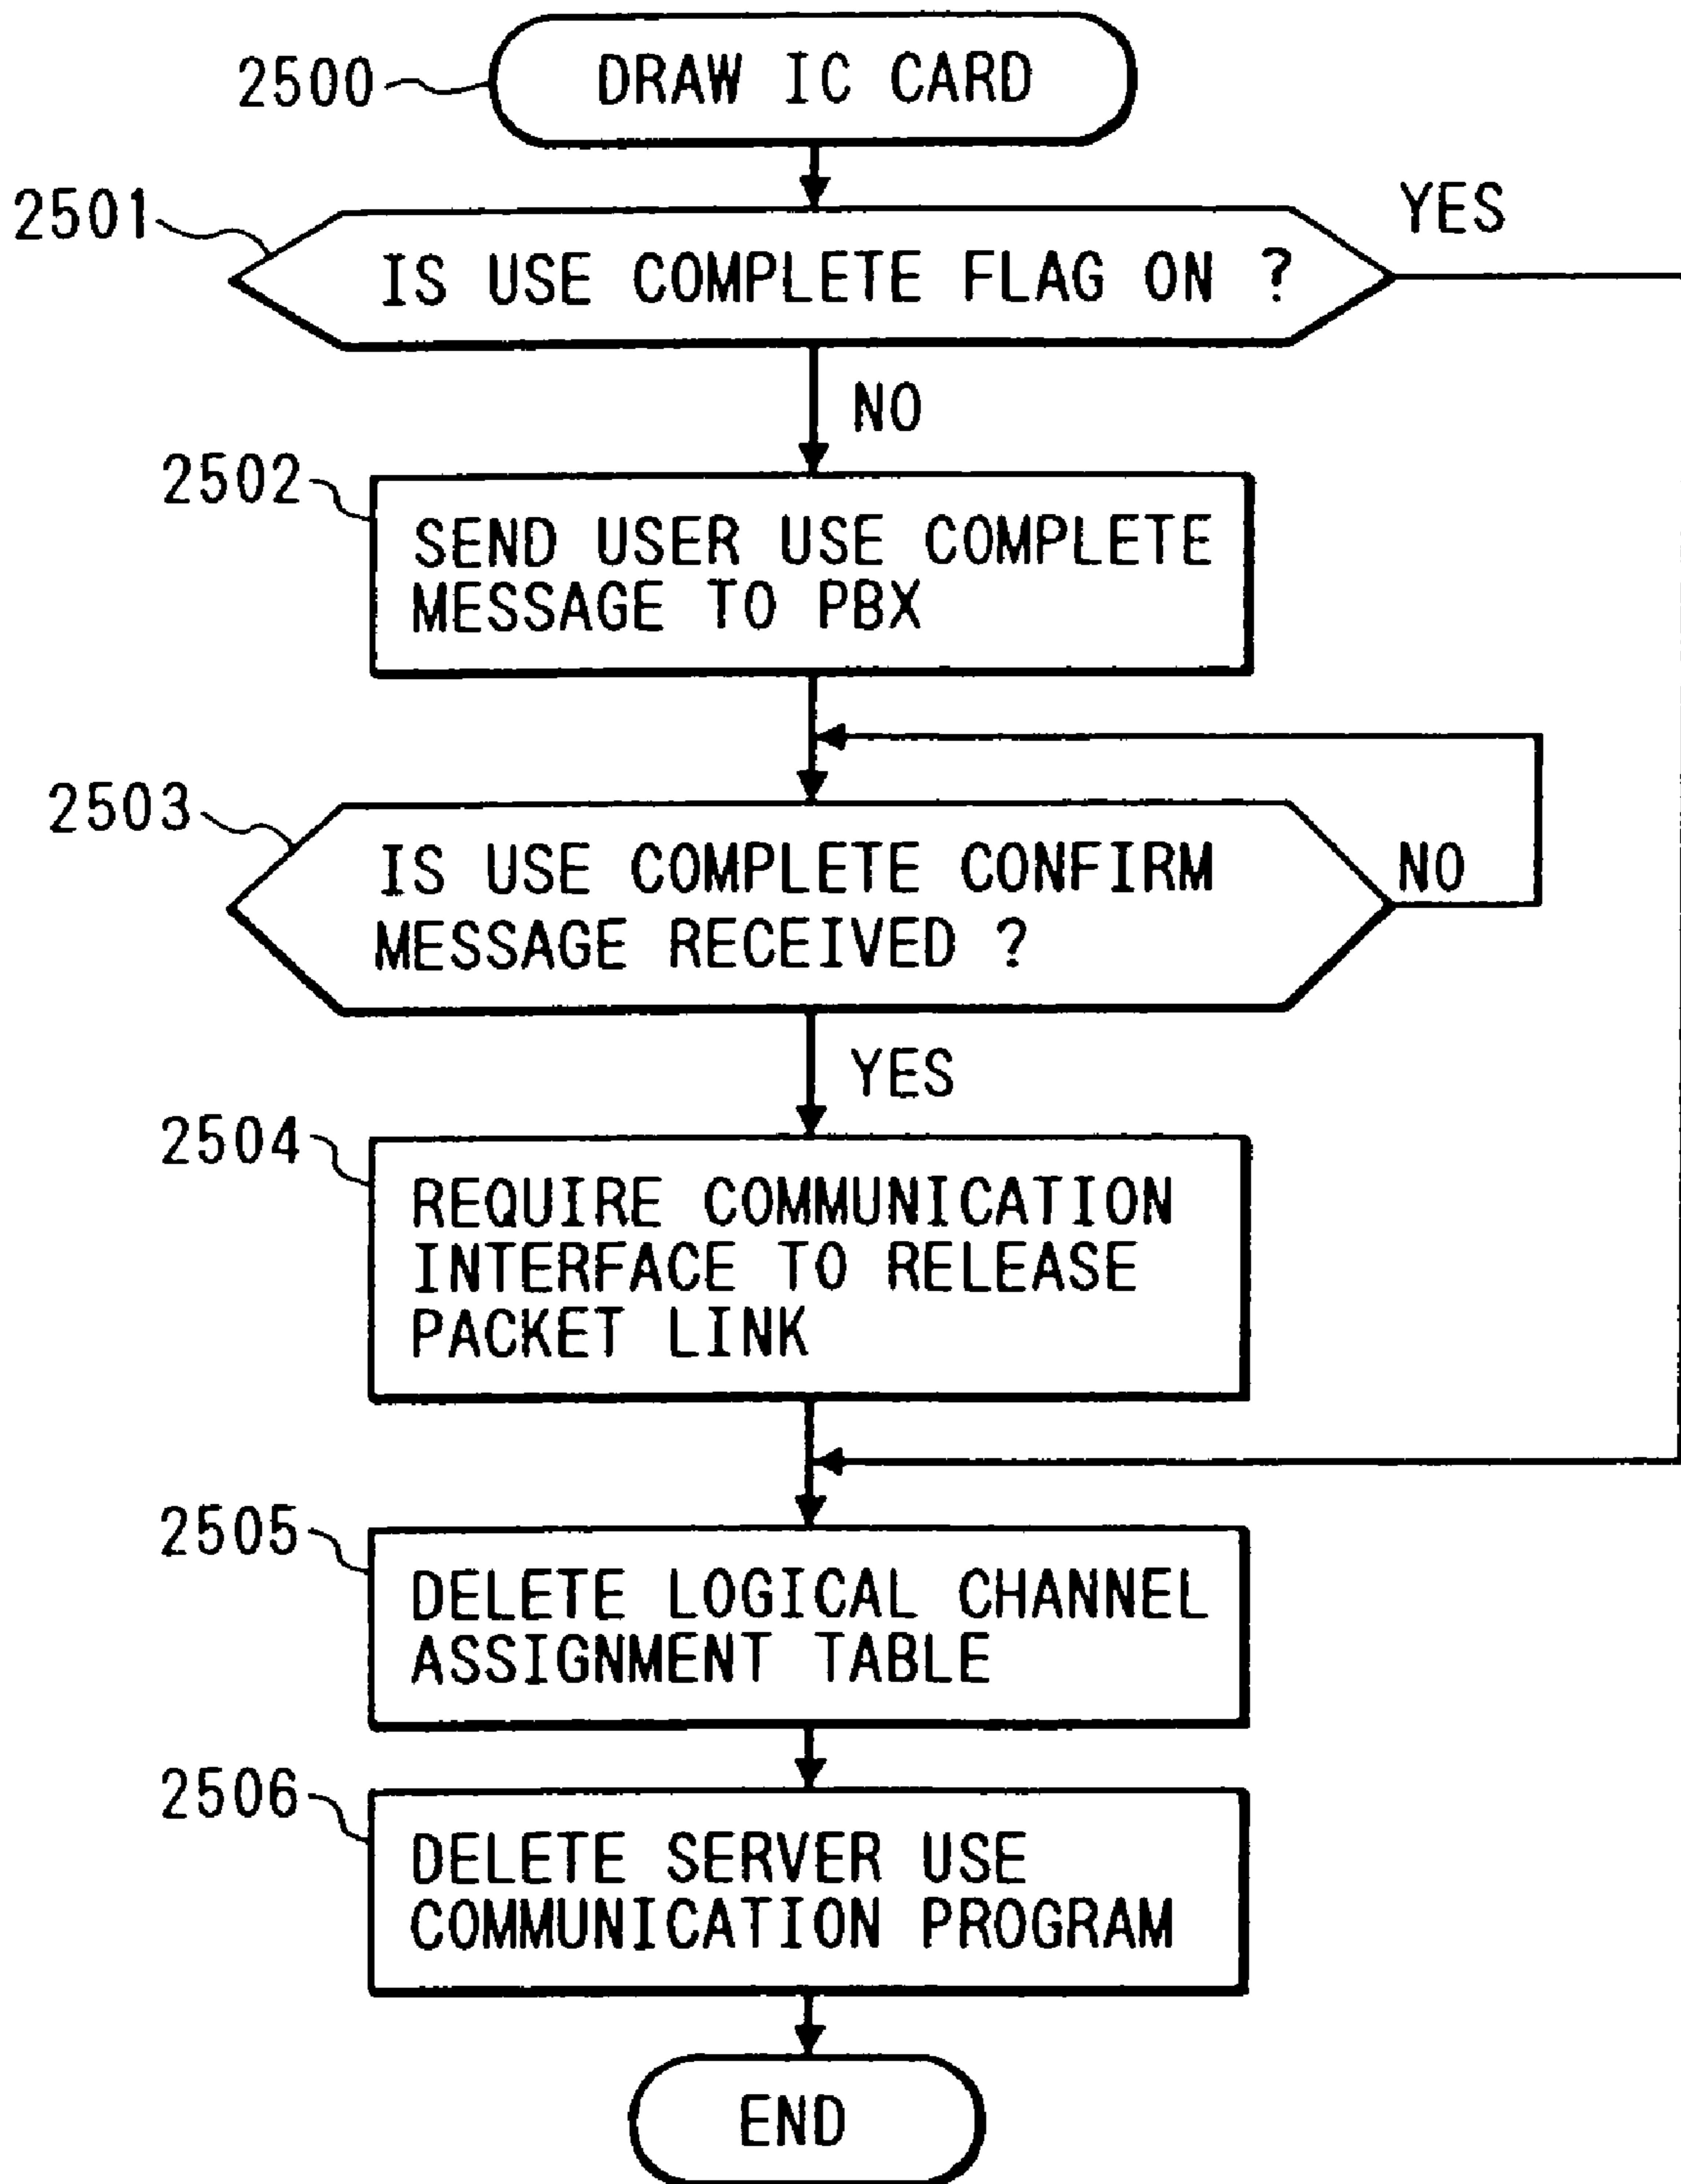 2500
DRAW IC CARD
2501
IS USE COMPLETE FLAG ON ?
YES
NO
2502
SEND USER USE COMPLETE
MESSAGE TO PBX
2503
IS USE COMPLETE CONFIRM
MESSAGE RECEIVED ?
NO
YES
2504
REQUIRE COMMUNICATION
INTERFACE TO RELEASE
PACKET LINK
2505
DELETE LOGICAL CHANNEL
ASSIGNMENT TABLE
2506
DELETE SERVER USE
COMMUNICATION PROGRAM
END